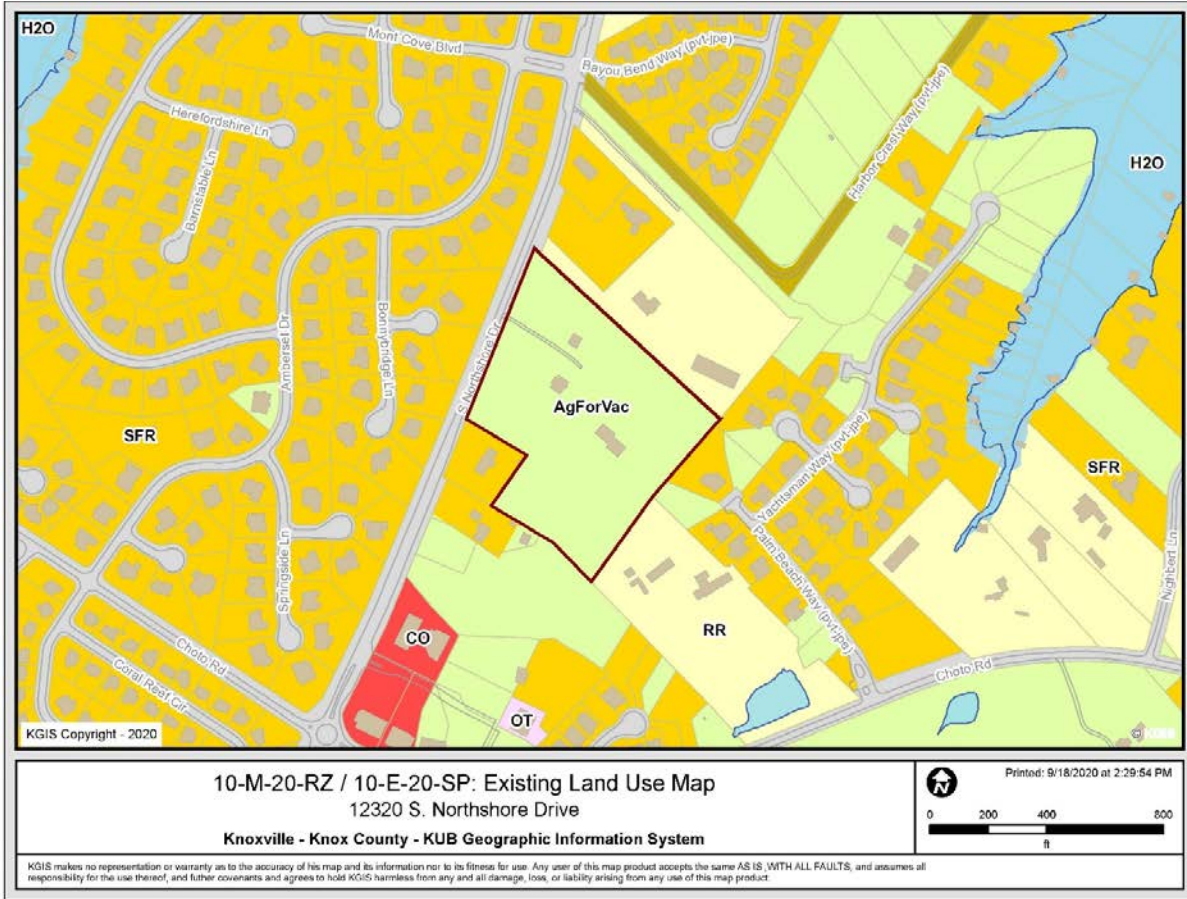 H2O
Mont Cove Blvd
Bayou Bend Way (pvt-jpe)
Herefordshire Ln
Barnstable Ln
Harbor Crest Way (pvt-jpe)
H2O
Amberset Dr
Bonnybridge Ln
S Northshore Dr
AgForVac
SFR
SFR
Yachtsman Way (pvt-jpe)
Palm Beach Way (pvt-jpe)
Springside Ln
Nighbert Ln
CO
RR
Choto Rd
Choto Rd
Coral Reef Cir
OT
KGIS Copyright - 2020
© KGIS
10-M-20-RZ / 10-E-20-SP: Existing Land Use Map
12320 S. Northshore Drive
Knoxville - Knox County - KUB Geographic Information System
N
Printed: 9/18/2020 at 2:29:54 PM
0 200 400 800
ft
KGIS makes no representation or warranty as to the accuracy of his map and its information nor to its fitness for use. Any user of this map product accepts the same AS IS ,WITH ALL FAULTS, and assumes all
responsibility for the use thereof, and futher covenants and agrees to hold KGIS harmless from any and all damage, loss, or liability arising from any use of this map product.